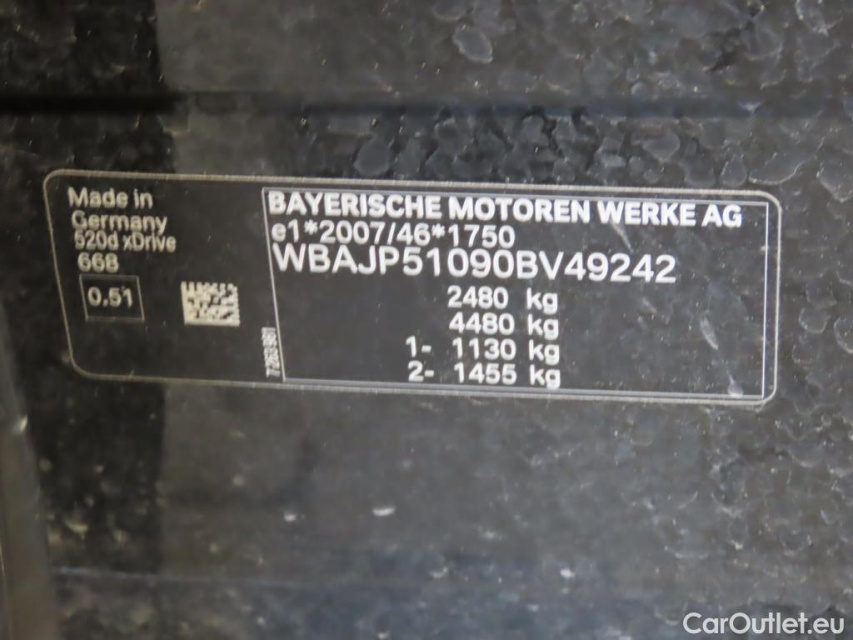 Made in
Germany
520d xDrive
668
0.51
BAYERISCHE MOTOREN WERKE AG
e1*2007/46*1750
WBAJP51090BV49242
2480 kg
4480 kg
1- 1130 kg
2- 1455 kg
CarOutlet.eu